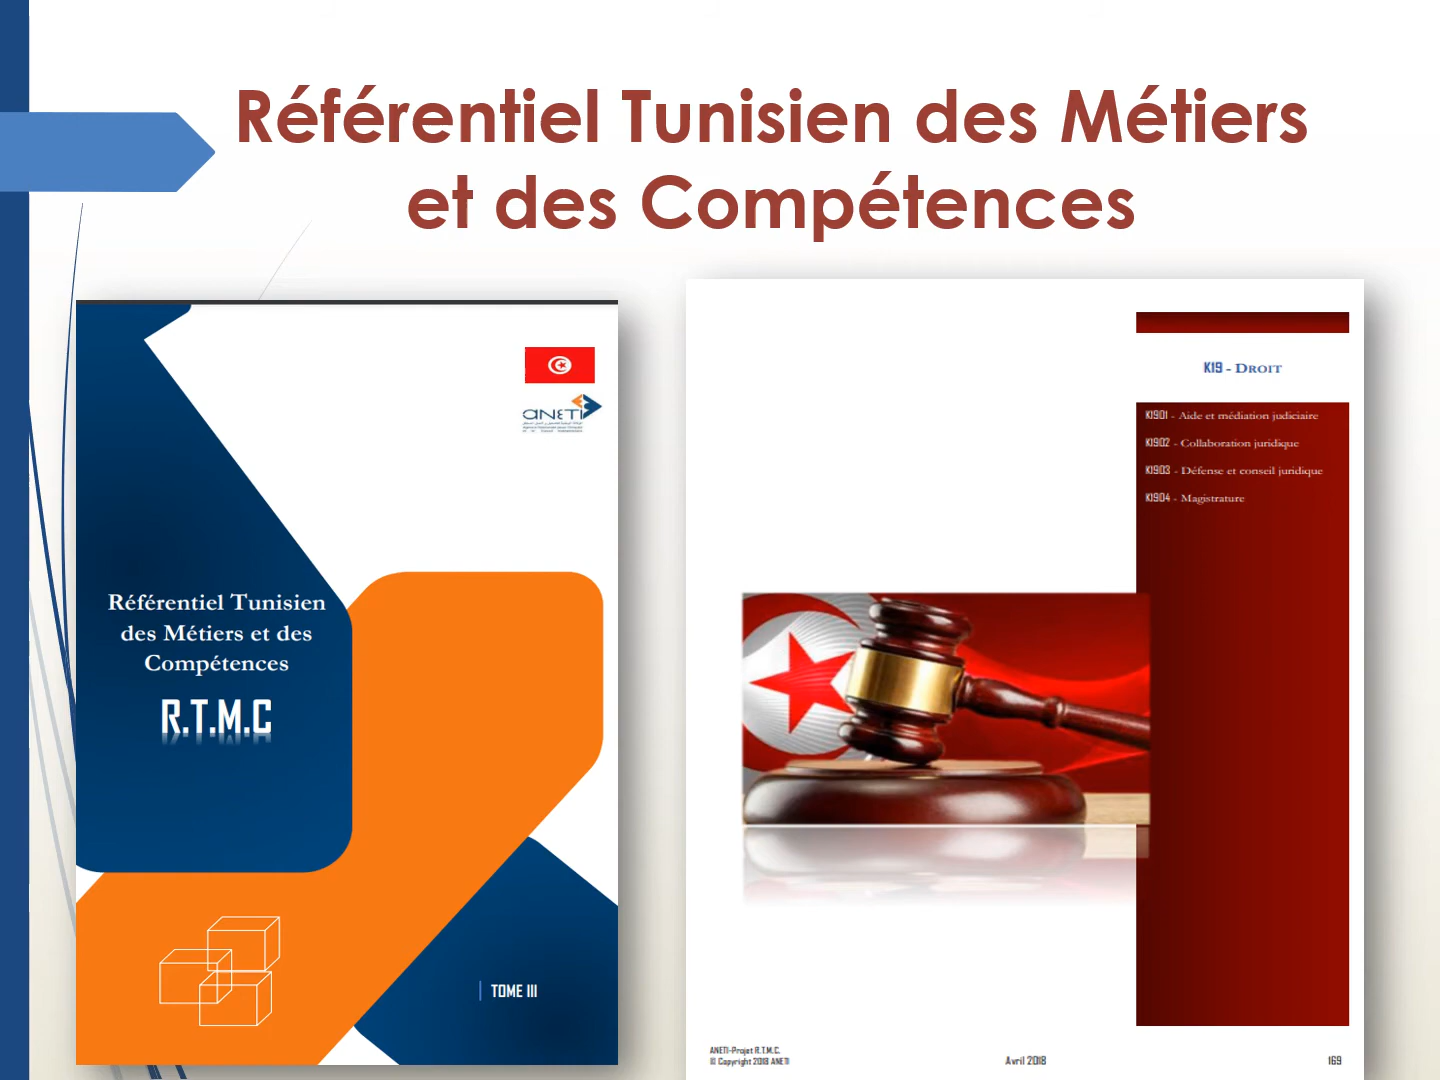 Référentiel Tunisien des Métiers
et des Compétences
aNETI
Référentiel Tunisien
des Métiers et des
Compétences
R.T.M.C
TOME III
K19 - DROIT
K1901 - Aide et médiation judiciaire
K1902 - Collaboration juridique
K1903 - Défense et conseil juridique
K1904 - Magistrature
ANETI-Projet R.T.M.C.
© Copyright 2018 ANETI
Avril 2018
169